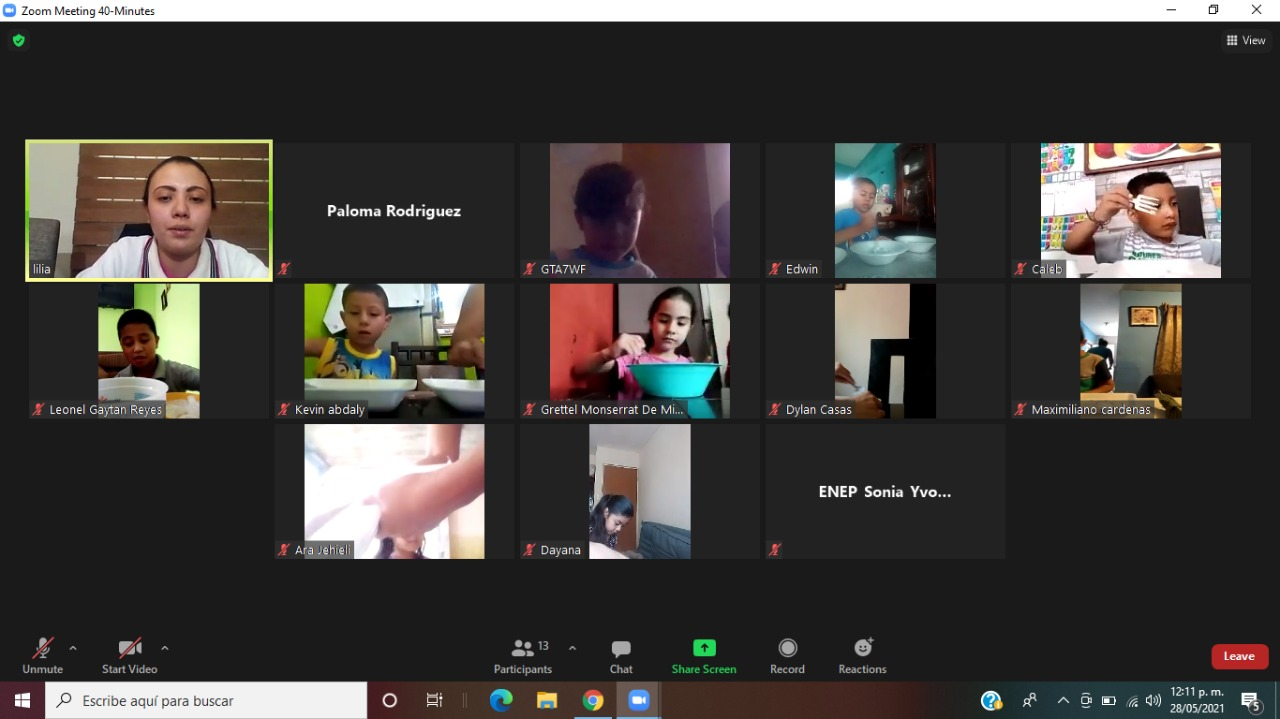 Zoom Meeting 40-Minutes
View
lilia
Paloma Rodriguez
GTA7WF
Edwin
Caleb
Leonel Gaytan Reyes
Kevin abdaly
Grettel Monserrat De Mi...
Dylan Casas
Maximiliano cardenas
Ara Jehieli
Dayana
ENEP Sonia Yvo...
Unmute
Start Video
13
Participants
Chat
Share Screen
Record
Reactions
Leave
Escribe aquí para buscar
12:11 p. m.
28/05/2021
5